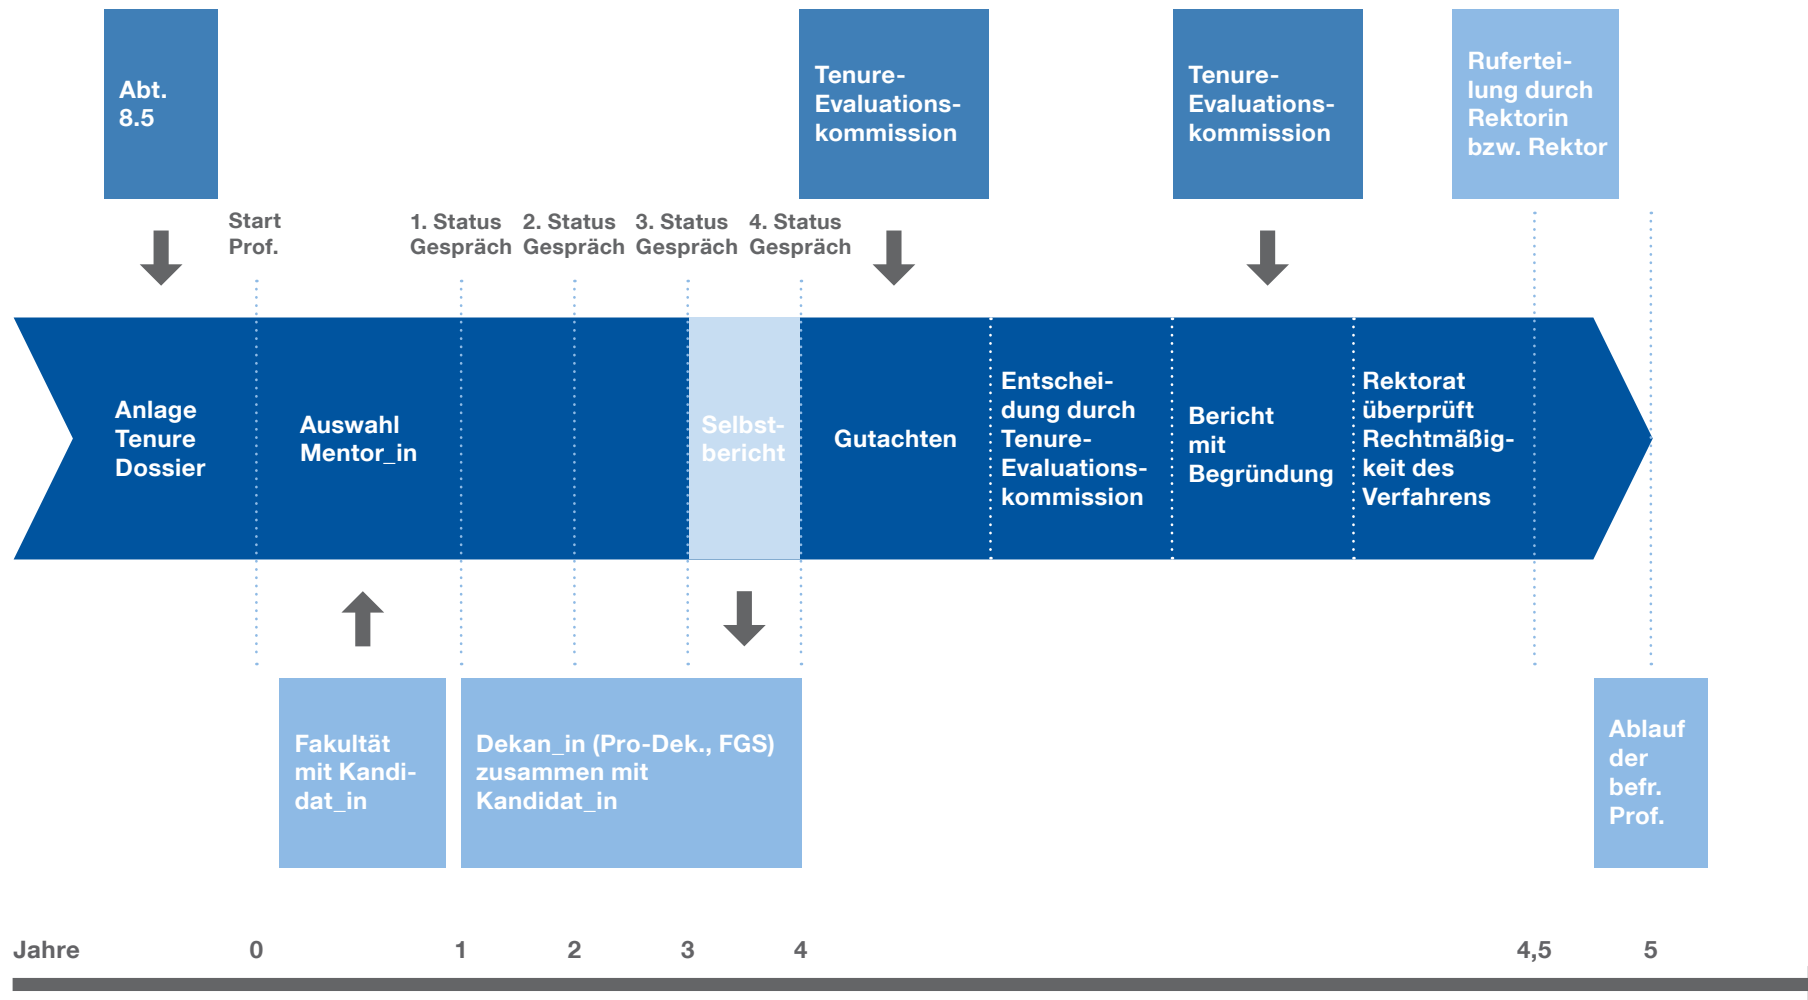 Abt.
8.5
Tenure-
Evaluations-
kommission
Tenure-
Evaluations-
kommission
RuferteI-
lung durch
Rektorin
bzw. Rektor
Start
Prof.
1. Status
Gespräch
2. Status
Gespräch
3. Status
Gespräch
4. Status
Gespräch
Anlage
Tenure
Dossier
Auswahl
Mentor_in
Selbst-
bericht
Gutachten
Entschei-
dung durch
Tenure-
Evaluations-
kommission
Bericht
mit
Begründung
Rektorat
überprüft
Rechtmäßig-
keit des
Verfahrens
Fakultät
mit Kandi-
dat_in
Dekan_in (Pro-Dek., FGS)
zusammen mit
Kandidat_in
Ablauf
der
befr.
Prof.
Jahre 0 1 2 3 4 4,5 5